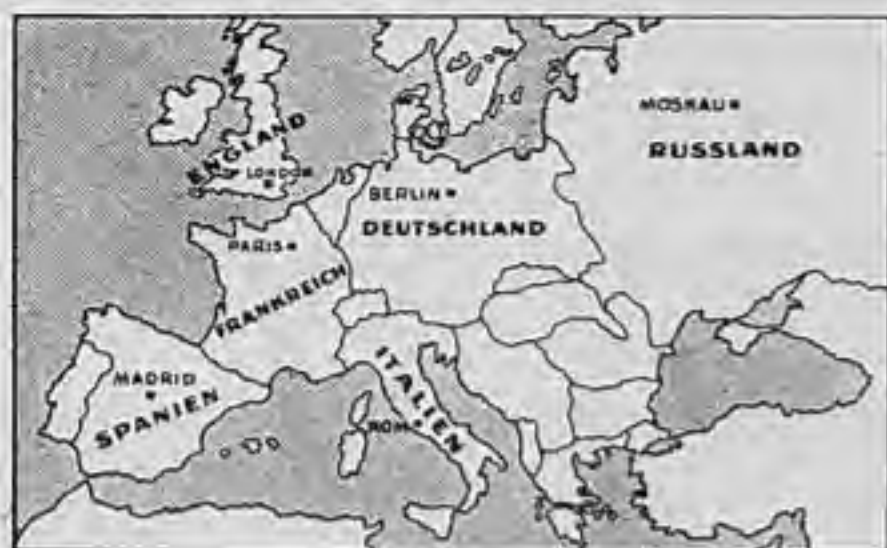 MOSKAU
RUSSLAND
ENGLAND
LONDON
BERLIN
DEUTSCHLAND
PARIS
FRANKREICH
ITALIEN
MADRID
SPANIEN
ROM